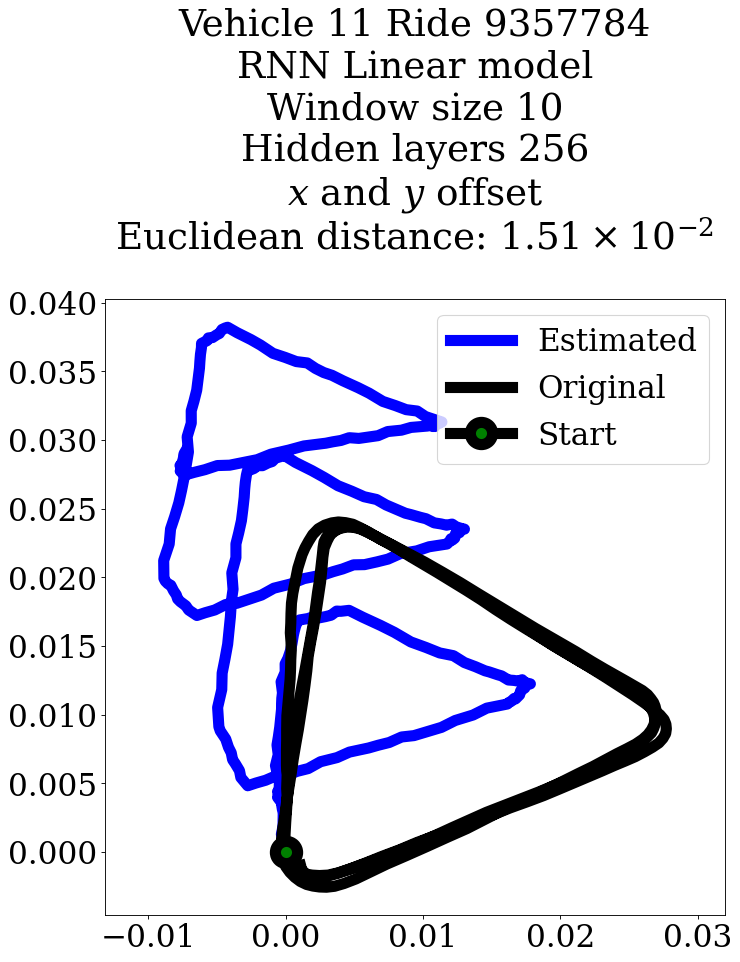 Vehicle 11 Ride 9357784
RNN Linear model
Window size 10
Hidden layers 256
x and y offset
Euclidean distance: 1.51 × 10⁻²
0.040
0.035
0.030
0.025
0.020
0.015
0.010
0.005
0.000
Estimated
Original
Start
−0.01 0.00 0.01 0.02 0.03